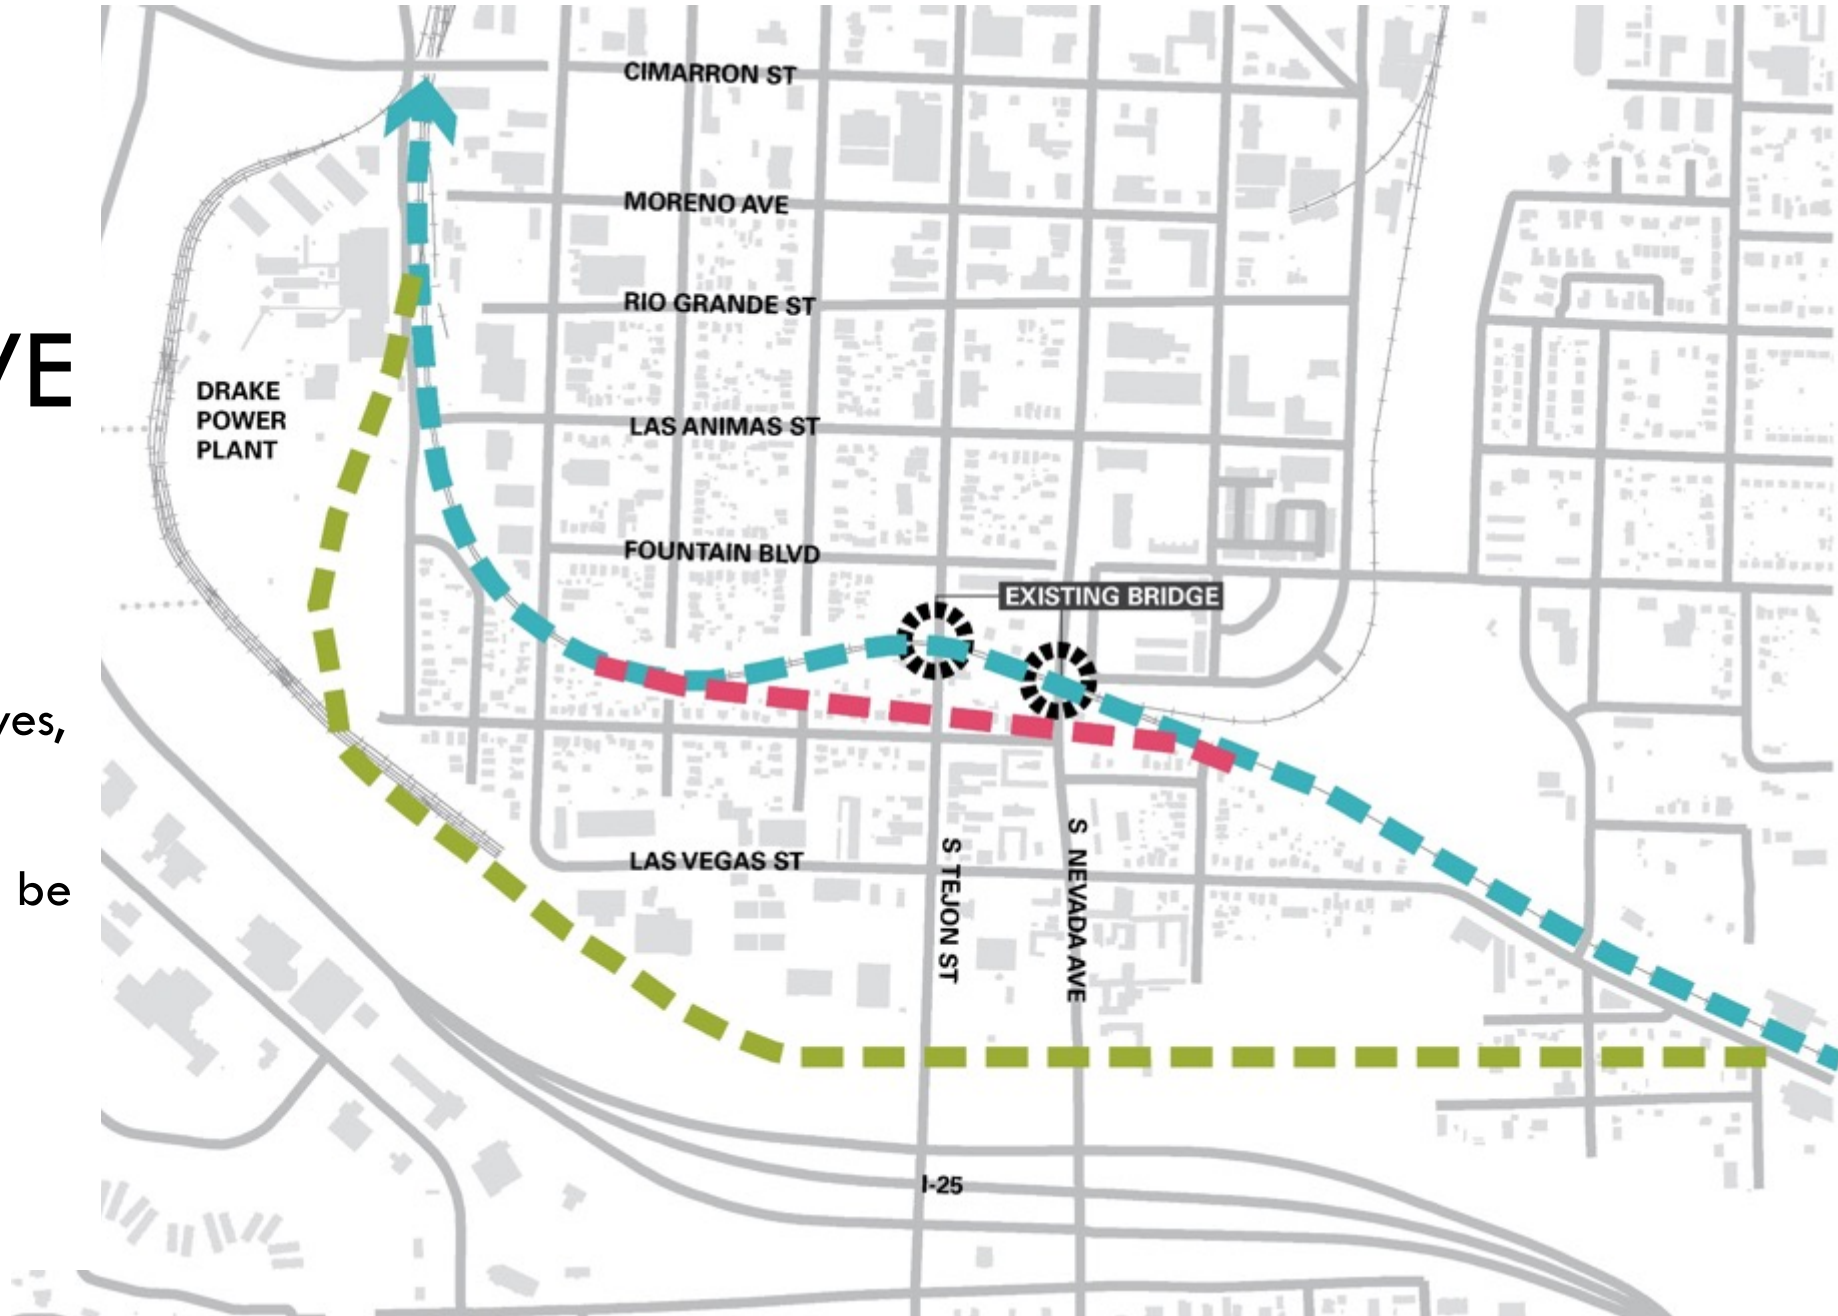 CIMARRON ST
MORENO AVE
RIO GRANDE ST
VE
DRAKE
POWER
PLANT
LAS ANIMAS ST
FOUNTAIN BLVD
EXISTING BRIDGE
yes,
LAS VEGAS ST
be
S TEJON ST
S NEVADA AVE
I-25